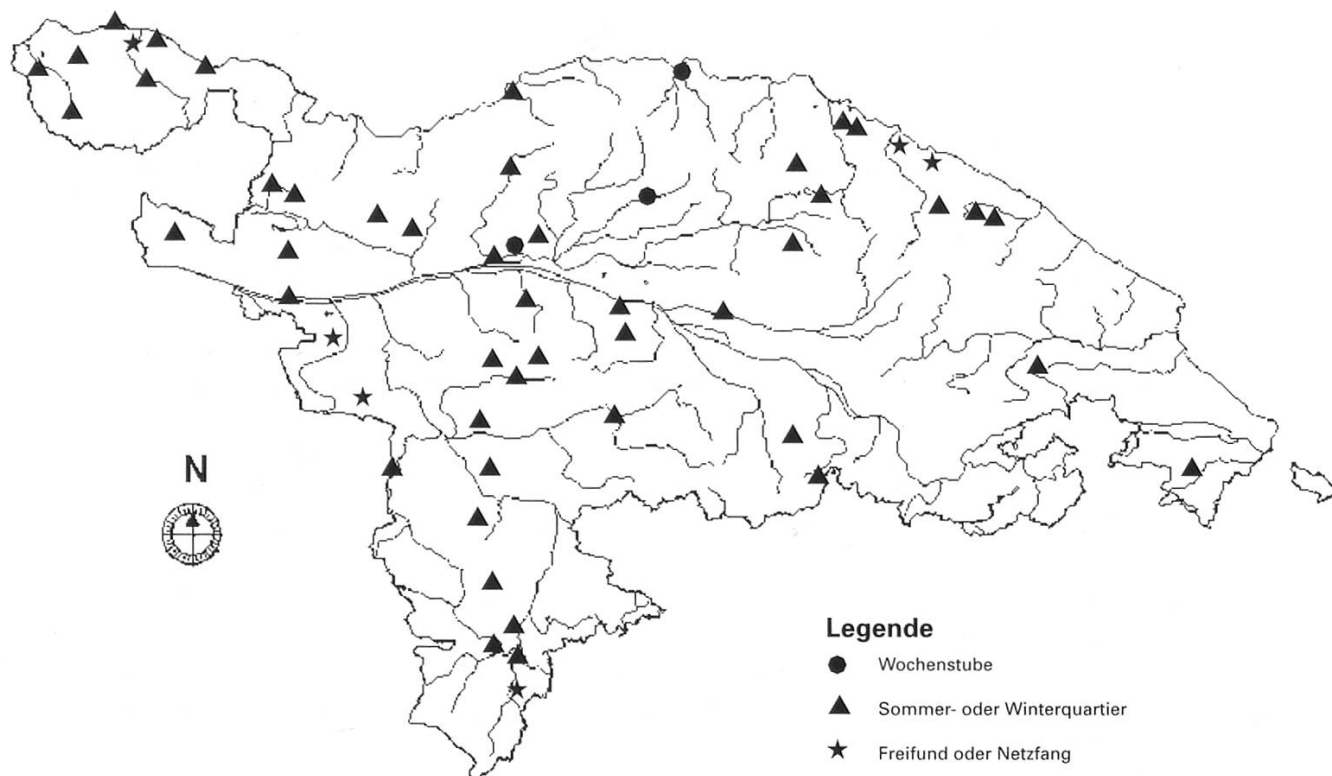 N
Legende
Wochenstube
Sommer- oder Winterquartier
Freifund oder Netzfang